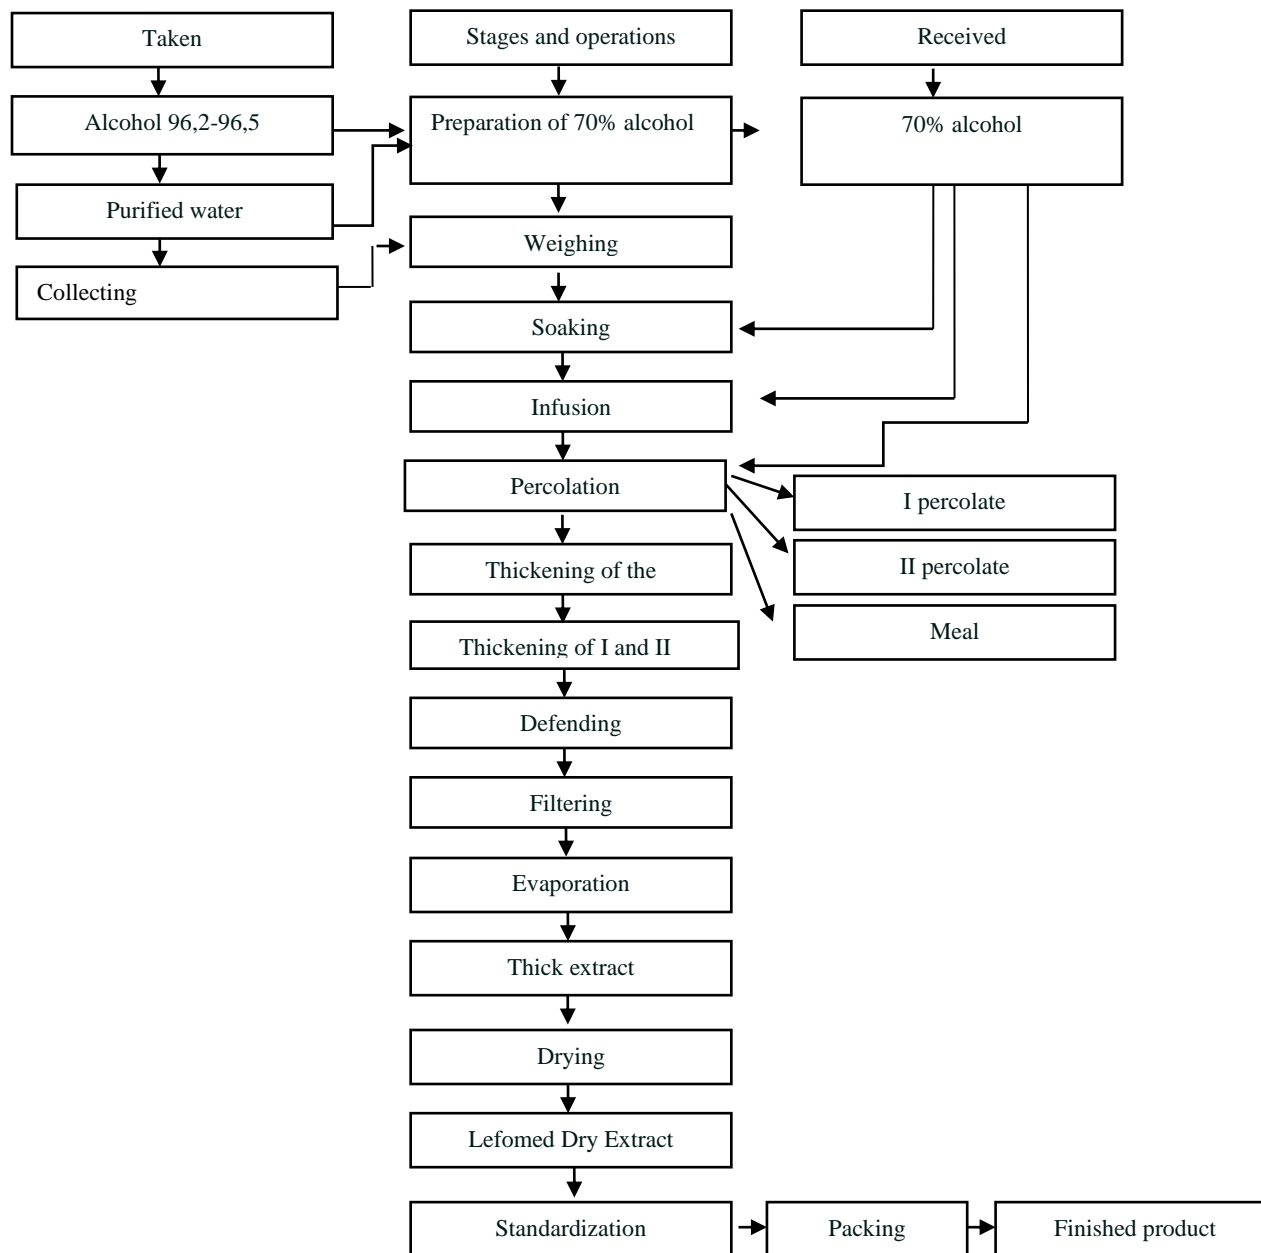 Taken
Stages and operations
Received
Alcohol 96,2-96,5
Preparation of 70% alcohol
70% alcohol
Purified water
Weighing
Collecting
Soaking
Infusion
Percolation
I percolate
Thickening of the
II percolate
Thickening of I and II
Meal
Defending
Filtering
Evaporation
Thick extract
Drying
Lefomed Dry Extract
Standardization
Packing
Finished product